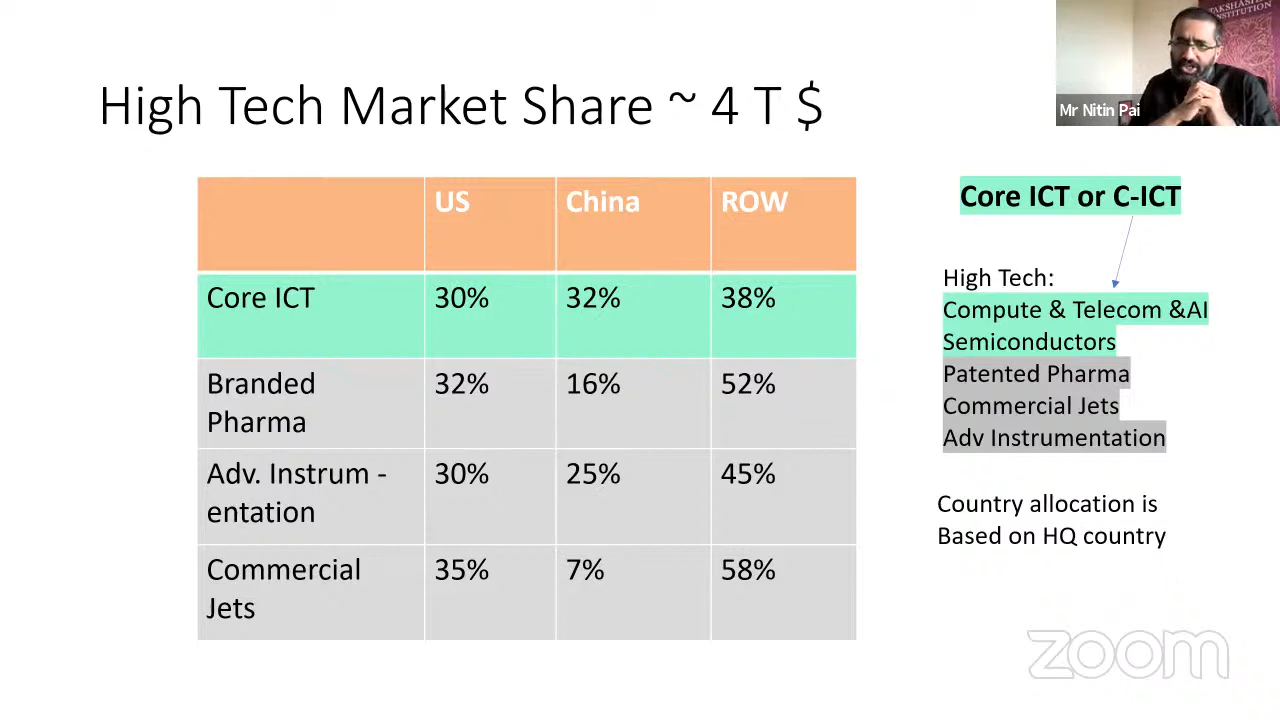 High Tech Market Share ~ 4 T $
US China ROW
Core ICT 30% 32% 38%
Branded 32% 16% 52%
Pharma
Adv. Instrum - 30% 25% 45%
entation
Commercial 35% 7% 58%
Jets
TAKSHASH
INSTITUTION
Mr Nitin Pai
Core ICT or C-ICT
High Tech:
Compute & Telecom &AI
Semiconductors
Patented Pharma
Commercial Jets
Adv Instrumentation
Country allocation is
Based on HQ country
zoom